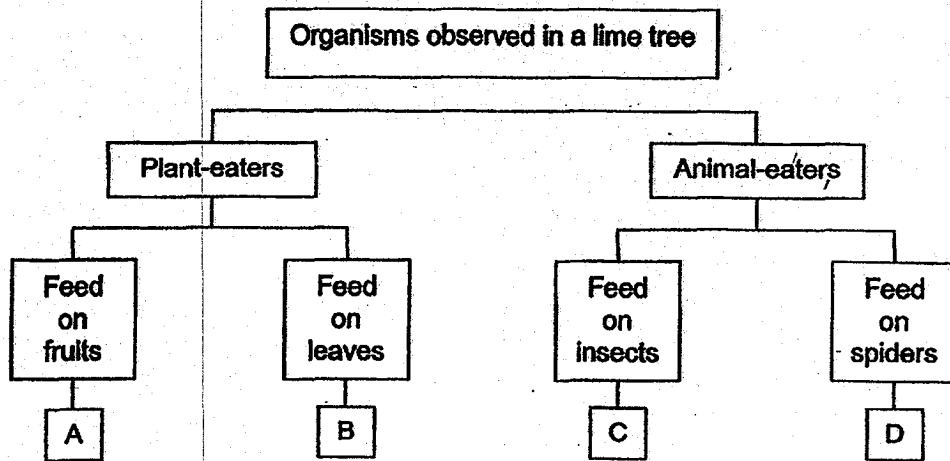 Organisms observed in a lime tree
Plant-eaters
Animal-eaters
Feed
on
fruits
Feed
on
leaves
Feed
on
insects
Feed
on
spiders
A
B
C
D